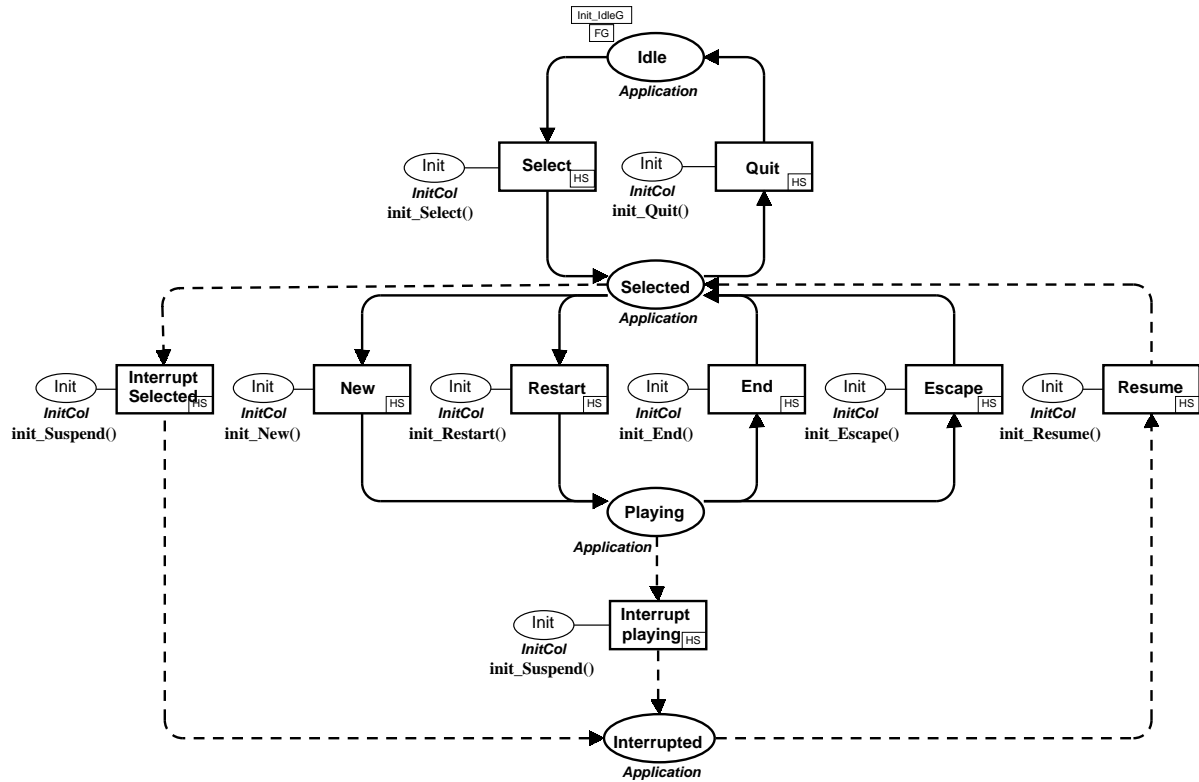 Init_IdleG
FG
Idle
Application
Init
Select
HS
InitCol
init_Select()
Init
Quit
HS
InitCol
init_Quit()
Selected
Application
Init
Interrupt
Selected
HS
InitCol
init_Suspend()
Init
New
HS
InitCol
init_New()
Init
Restart
HS
InitCol
init_Restart()
Init
End
HS
InitCol
init_End()
Init
Escape
HS
InitCol
init_Escape()
Init
Resume
HS
InitCol
init_Resume()
Playing
Application
Init
Interrupt
playing
HS
InitCol
init_Suspend()
Interrupted
Application